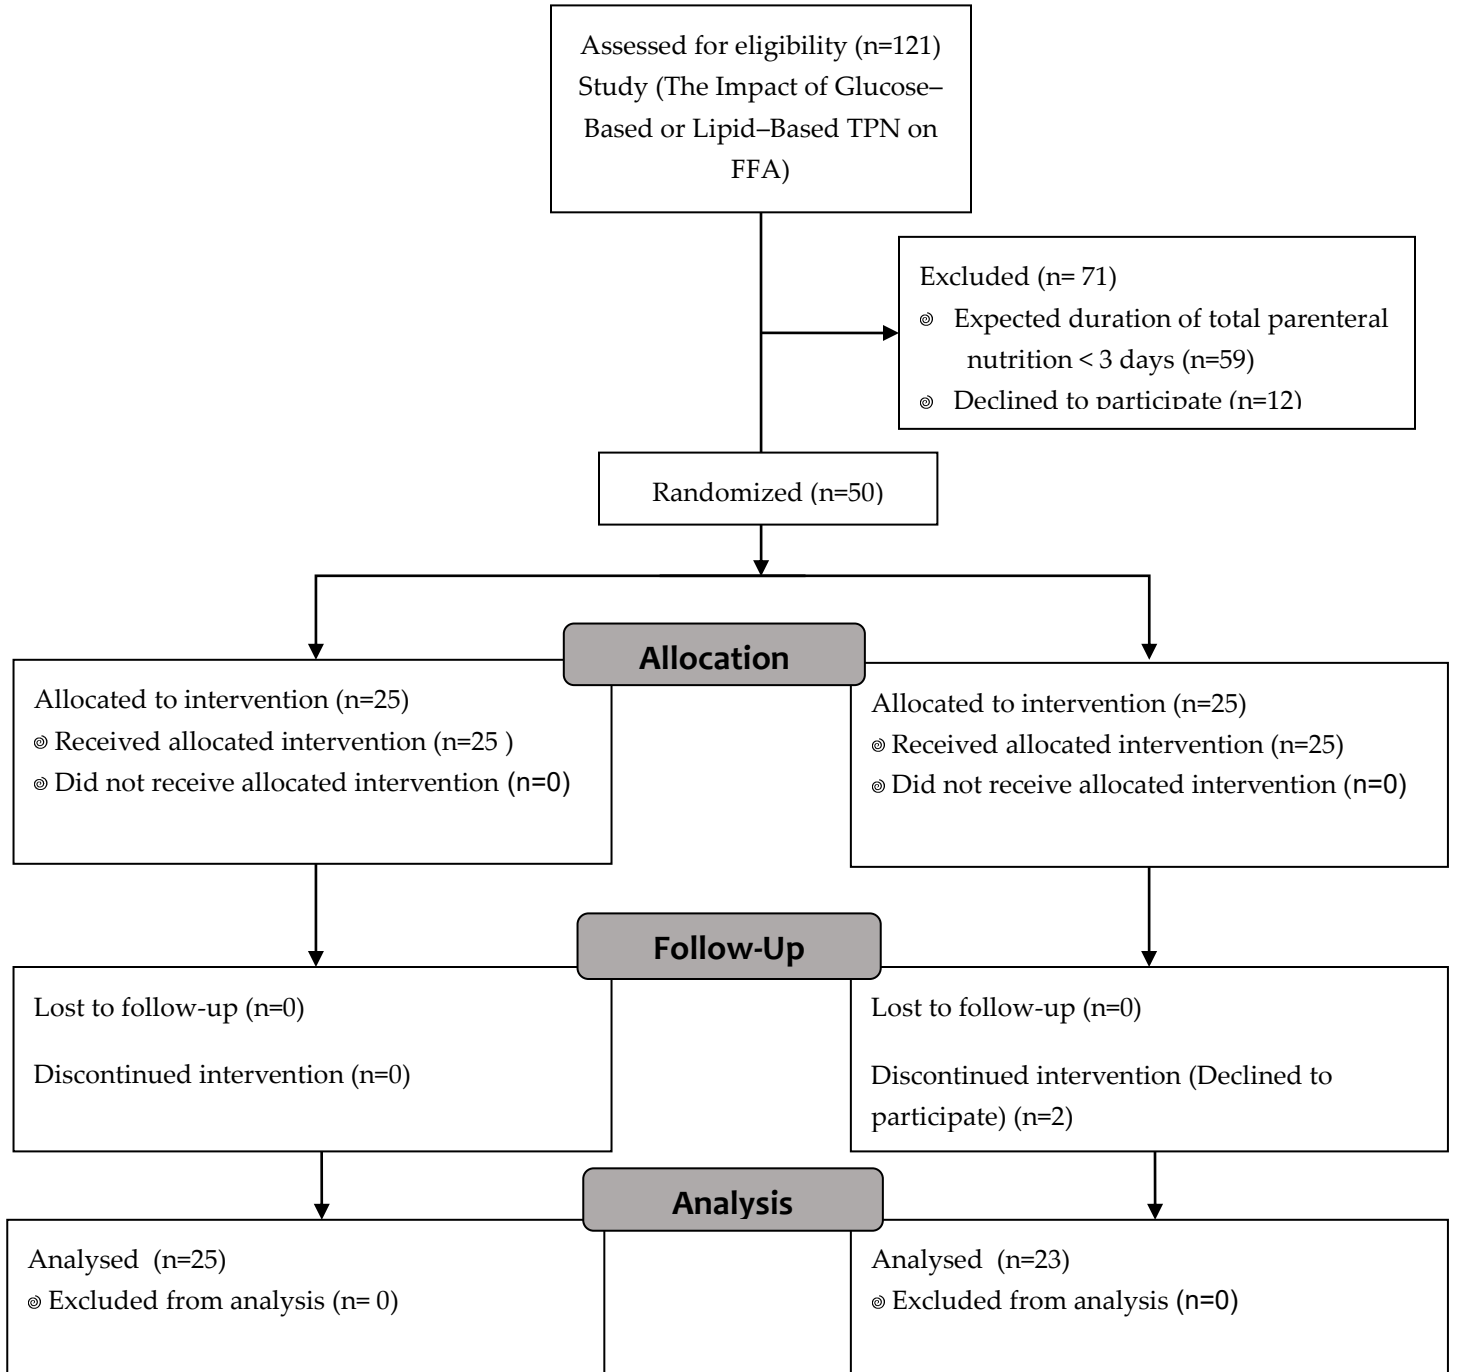 Assessed for eligibility (n=121)
Study (The Impact of Glucose–
Based or Lipid–Based TPN on
FFA)
Excluded (n= 71)
Expected duration of total parenteral
nutrition < 3 days (n=59)
Declined to participate (n=12)
Randomized (n=50)
Allocation
Allocated to intervention (n=25)
Received allocated intervention (n=25 )
Did not receive allocated intervention (n=0)
Allocated to intervention (n=25)
Received allocated intervention (n=25)
Did not receive allocated intervention (n=0)
Follow-Up
Lost to follow-up (n=0)
Discontinued intervention (n=0)
Lost to follow-up (n=0)
Discontinued intervention (Declined to
participate) (n=2)
Analysis
Analysed  (n=25)
Excluded from analysis (n= 0)
Analysed  (n=23)
Excluded from analysis (n=0)